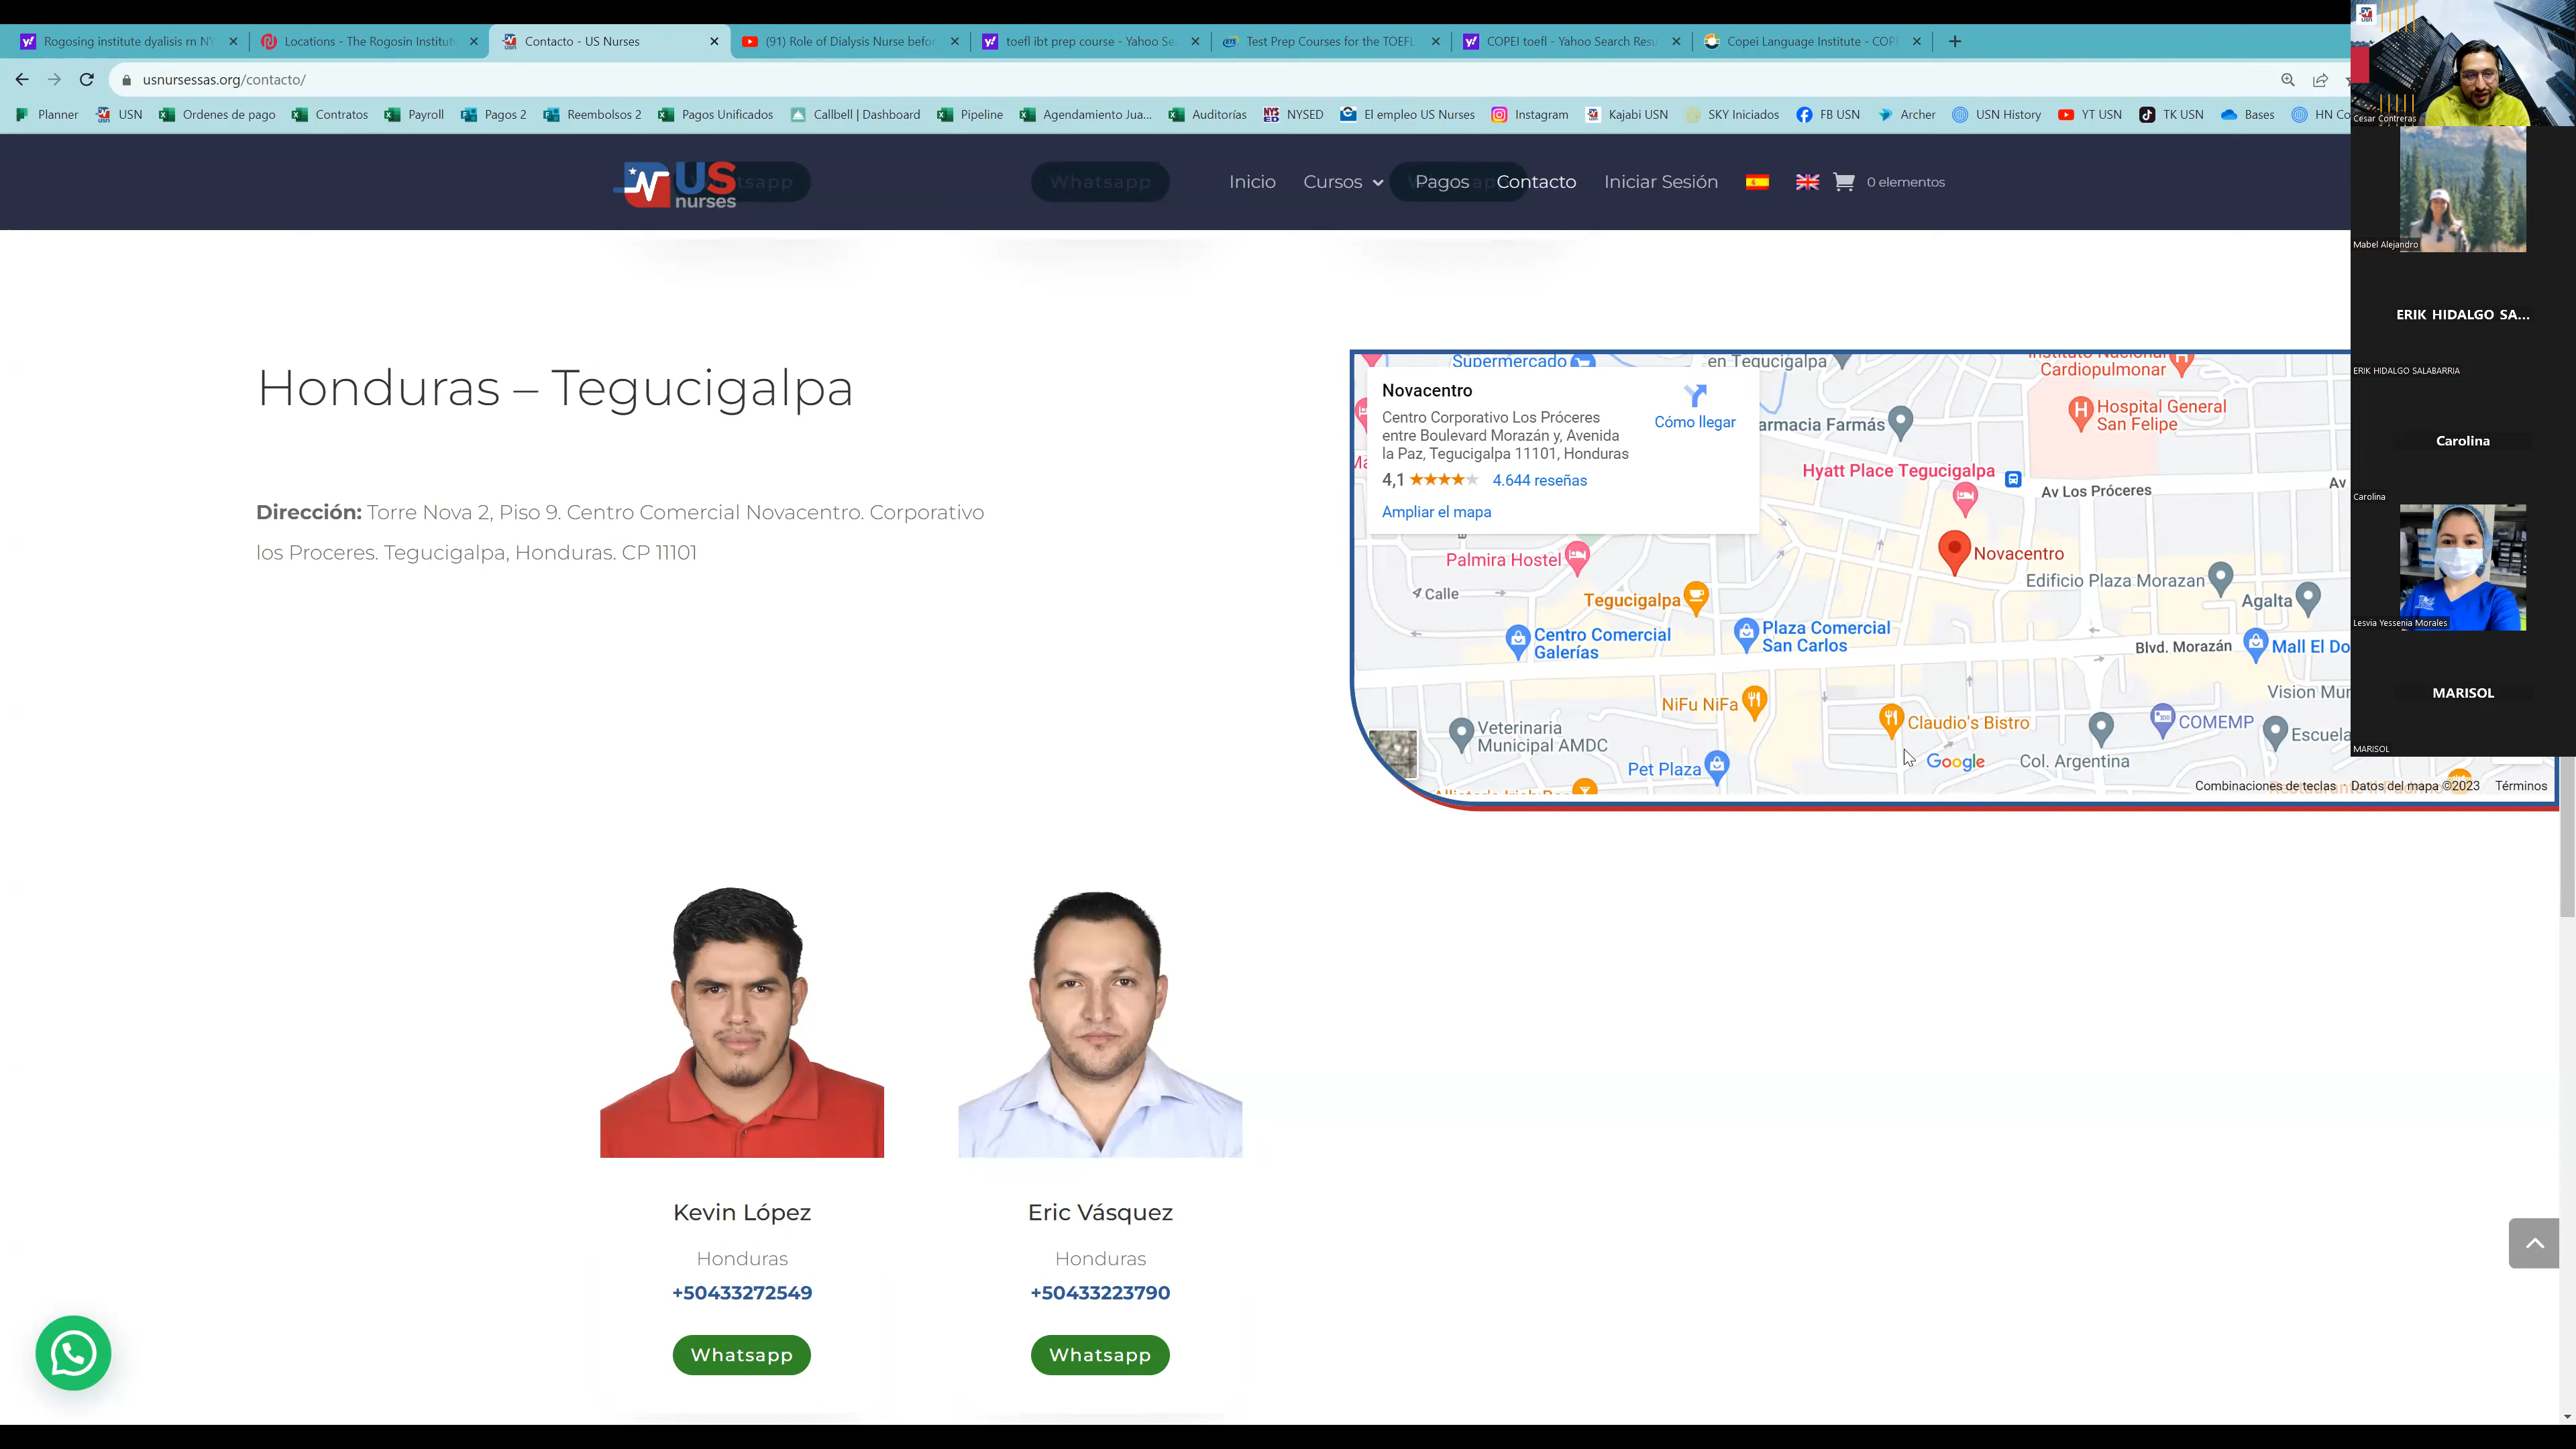 Rogosing institute dyalisis rn NY
Locations - The Rogosin Institute
Contacto - US Nurses
(91) Role of Dialysis Nurse befor
toefl ibt prep course - Yahoo Se
Test Prep Courses for the TOEFL
COPEI toefl - Yahoo Search Resu
Copei Language Institute - COPE
usnursessas.org/contacto/
Planner
USN
Ordenes de pago
Contratos
Payroll
Pagos 2
Reembolsos 2
Pagos Unificados
Callbell | Dashboard
Pipeline
Agendamiento Jua...
Auditorías
NYSED
El empleo US Nurses
Instagram
Kajabi USN
SKY Iniciados
FB USN
Archer
USN History
YT USN
TK USN
Bases
HN Co
US nurses
Whatsapp
Inicio
Cursos
Pagos
Contacto
Iniciar Sesión
0 elementos
Honduras – Tegucigalpa
Dirección: Torre Nova 2, Piso 9. Centro Comercial Novacentro. Corporativo
los Proceres. Tegucigalpa, Honduras. CP 11101
Novacentro
Centro Corporativo Los Próceres
entre Boulevard Morazán y, Avenida
la Paz, Tegucigalpa 11101, Honduras
4,1 4.644 reseñas
Ampliar el mapa
Cómo llegar
Supermercado
en Tegucigalpa
Cardiopulmonar
Hospital General
San Felipe
armacia Farmás
Hyatt Place Tegucigalpa
Av Los Próceres
Av
Palmira Hostel
Novacentro
Edificio Plaza Morazan
Calle
Tegucigalpa
Agalta
Centro Comercial
Galerías
Plaza Comercial
San Carlos
Blvd. Morazán
Mall El Do
NiFu NiFa
Vision Mun
Claudio's Bistro
COMEMP
Escuela
Veterinaria
Municipal AMDC
Pet Plaza
Google
Col. Argentina
Combinaciones de teclas
Datos del mapa ©2023
Términos
Kevin López
Honduras
+50433272549
Whatsapp
Eric Vásquez
Honduras
+50433223790
Whatsapp
Cesar Contreras
Mabel Alejandro
ERIK HIDALGO SA...
ERIK HIDALGO SALABARRIA
Carolina
Carolina
Lesvia Yessenia Morales
MARISOL
MARISOL